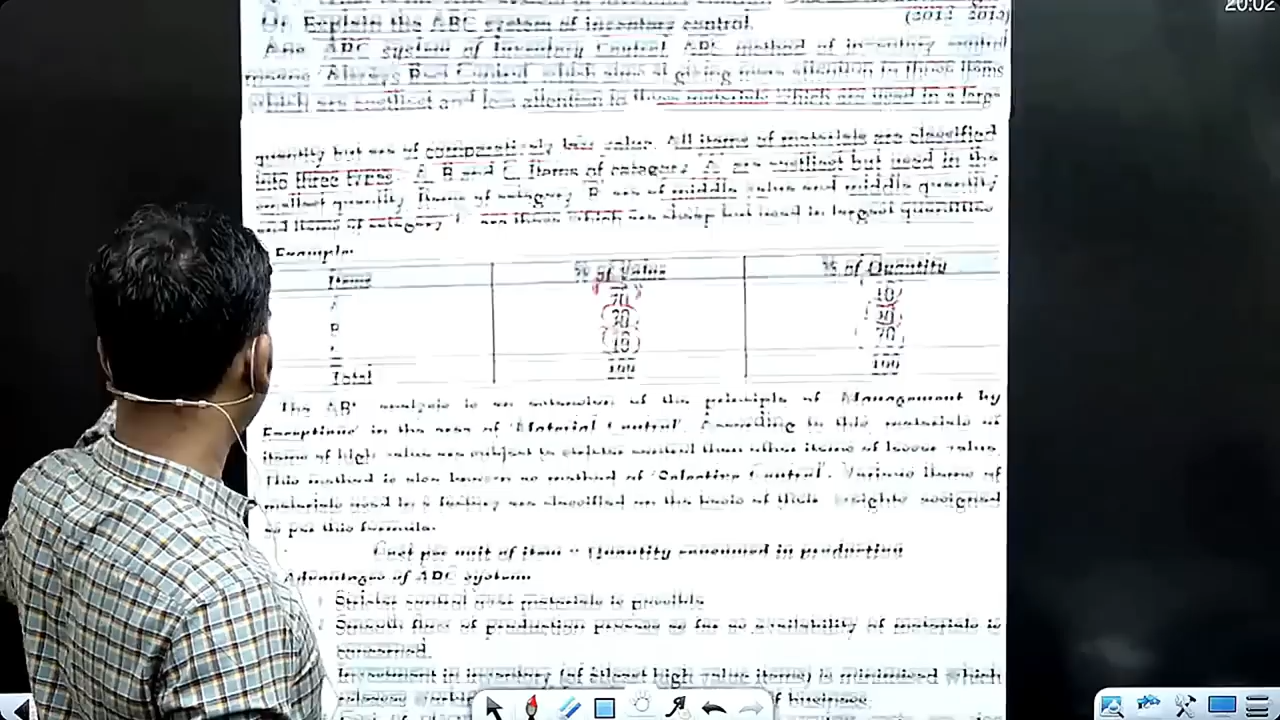 20:02
Or Explain the ABC system of inventory control. (2012, 2013)
Ans. ABC system of Inventory Control. ABC method of inventory control
means 'Always Best Control' which aims at giving more attention to those items
which are costliest and less attention to those materials which are used in a large
quantity but are of comparatively less value. All items of materials are classified
into three types A, B and C. Items of category 'A' are costliest but used in the
smallest quantity. Items of category 'B' are of middle value and middle quantity
and items of category are those which are cheap but used in largest quantities
Example:
Items % of Value % of Quantity
A 70 10
B 20 20
10 70
Total 100 100
The ABC analysis is an extension of the principle of 'Management by
Exceptions' in the area of 'Material Control'. According to this, materials or
items of high value are subject to stricter control than other items of lesser value.
This method is also known as method of 'Selective Control'. Various items of
materials used in a factory are classified on the basis of their weights assigned
as per this formula:
Cost per unit of item × Quantity consumed in production
Advantages of ABC system:
Stricter control over materials is possible
Smooth flow of production process so far as availability of materials is
concerned.
Investment in inventory (of atleast high value items) is minimised which
of business.